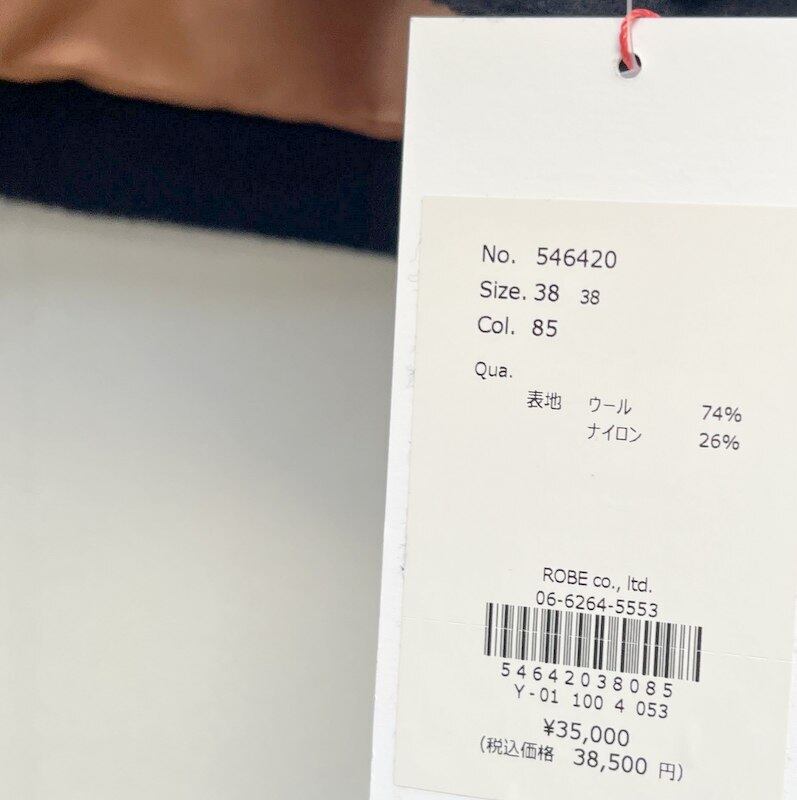 No. 546420
Size. 38 38
Col. 85
Qua.
表地 ウール 74%
ナイロン 26%
ROBE co., ltd.
06-6264-5553
54642038085
Y-01 100 4 053
¥35,000
(税込価格 38,500 円)